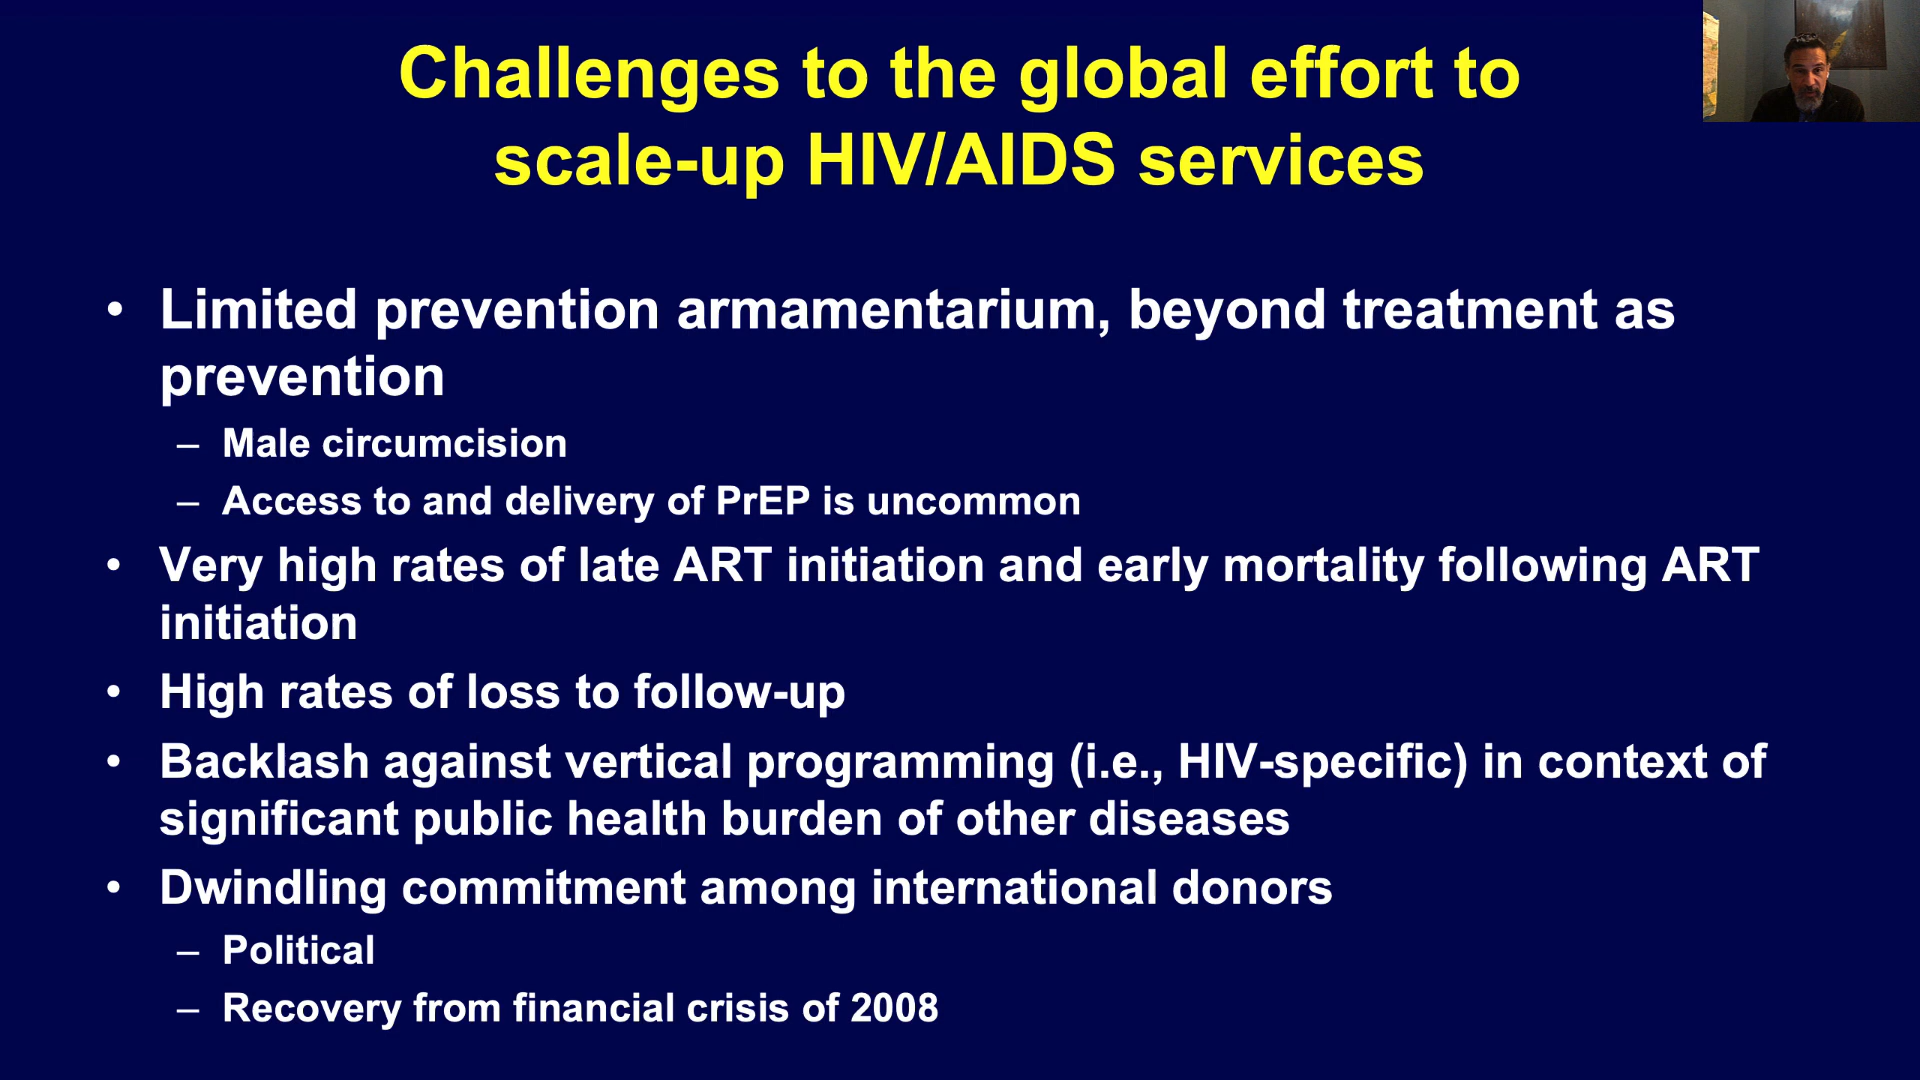 Challenges to the global effort to
scale-up HIV/AIDS services
• Limited prevention armamentarium, beyond treatment as
prevention
– Male circumcision
– Access to and delivery of PrEP is uncommon
• Very high rates of late ART initiation and early mortality following ART
initiation
• High rates of loss to follow-up
• Backlash against vertical programming (i.e., HIV-specific) in context of
significant public health burden of other diseases
• Dwindling commitment among international donors
– Political
– Recovery from financial crisis of 2008